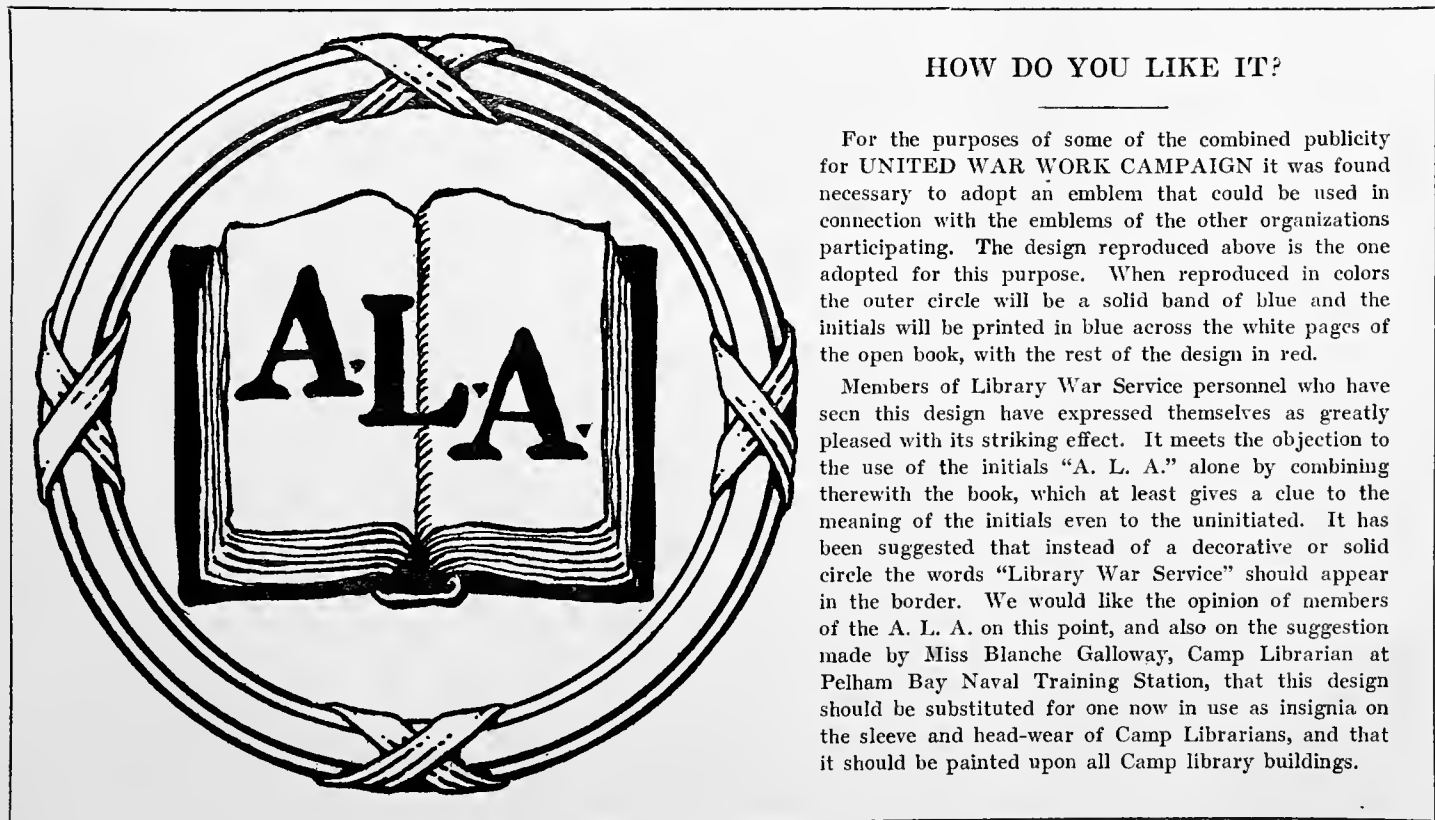 A.L.A.
HOW DO YOU LIKE IT?
For the purposes of some of the combined publicity
for UNITED WAR WORK CAMPAIGN it was found
necessary to adopt an emblem that could be used in
connection with the emblems of the other organizations
participating. The design reproduced above is the one
adopted for this purpose. When reproduced in colors
the outer circle will be a solid band of blue and the
initials will be printed in blue across the white pages of
the open book, with the rest of the design in red.
Members of Library War Service personnel who have
seen this design have expressed themselves as greatly
pleased with its striking effect. It meets the objection to
the use of the initials “A. L. A.” alone by combining
therewith the book, which at least gives a clue to the
meaning of the initials even to the uninitiated. It has
been suggested that instead of a decorative or solid
circle the words “Library War Service” should appear
in the border. We would like the opinion of members
of the A. L. A. on this point, and also on the suggestion
made by Miss Blanche Galloway, Camp Librarian at
Pelham Bay Naval Training Station, that this design
should be substituted for one now in use as insignia on
the sleeve and head-wear of Camp Librarians, and that
it should be painted upon all Camp library buildings.